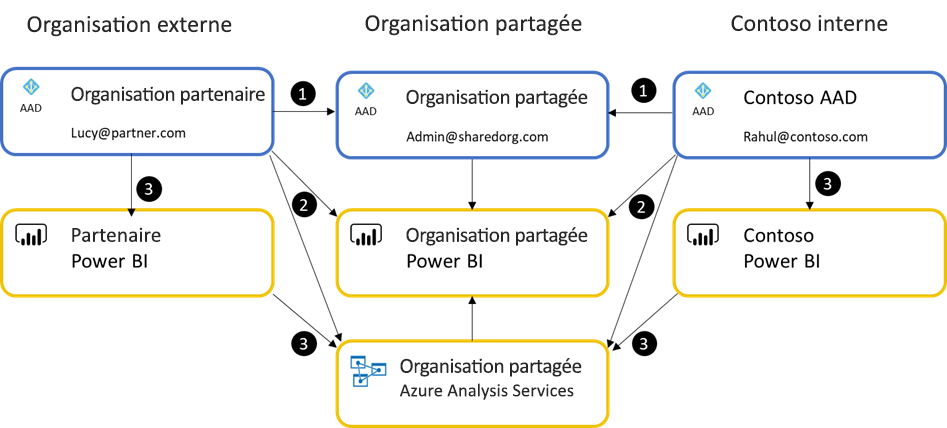 Organisation externe
Organisation partagée
Contoso interne
AAD
Organisation partenaire
Lucy@partner.com
1
AAD
Organisation partagée
Admin@sharedorg.com
1
AAD
Contoso AAD
Rahul@contoso.com
3
2
2
3
Partenaire
Power BI
Organisation partagée
Power BI
Contoso
Power BI
3
3
Organisation partagée
Azure Analysis Services